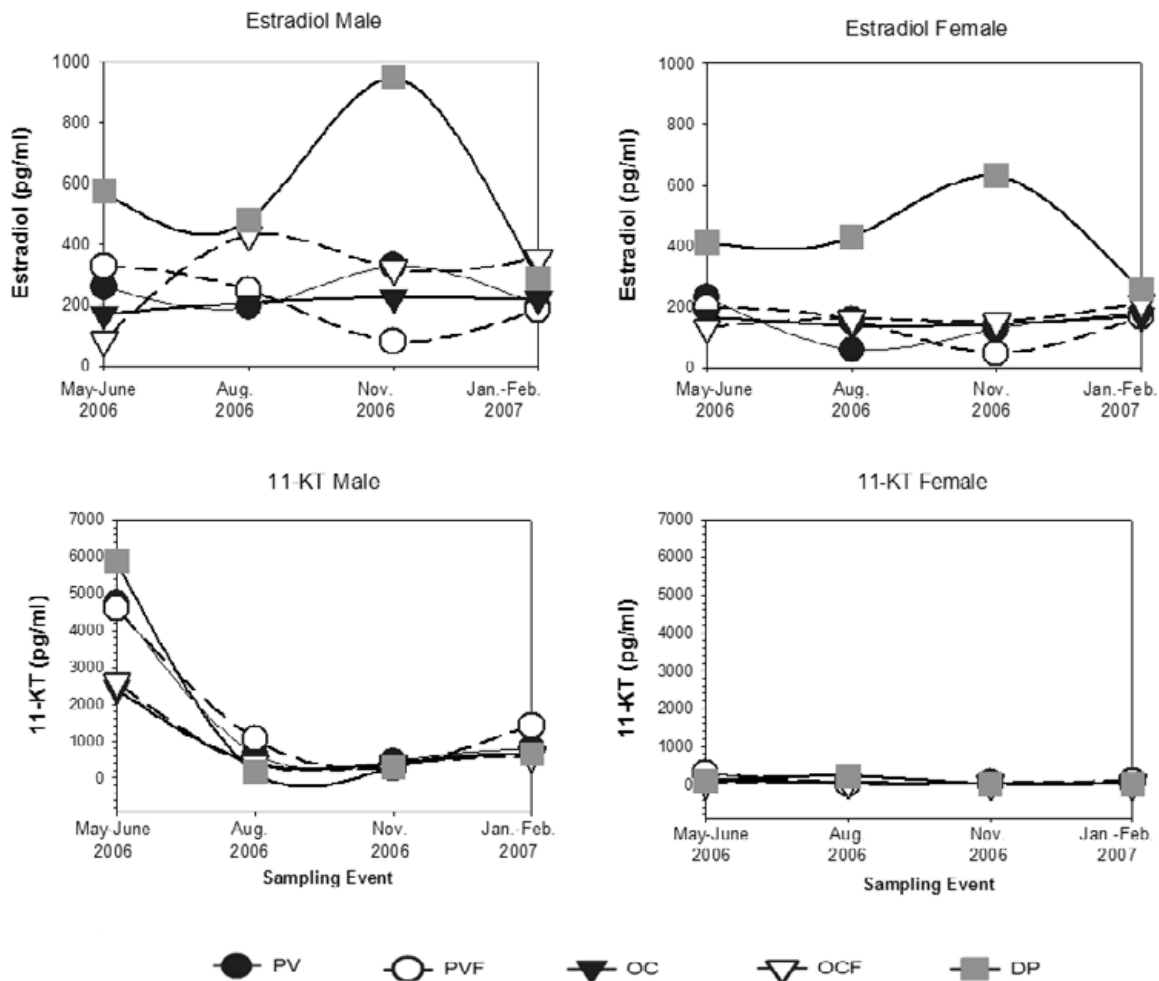 Estradiol Male
Estradiol (pg/ml)
1000
800
600
400
200
0
May-June Aug. Nov. Jan.-Feb.
2006 2006 2006 2007
Estradiol Female
Estradiol (pg/ml)
1000
800
600
400
200
0
May-June Aug. Nov. Jan.-Feb.
2006 2006 2006 2007
11-KT Male
11-KT (pg/ml)
7000
6000
5000
4000
3000
2000
1000
0
May-June Aug. Nov. Jan.-Feb.
2006 2006 2006 2007
Sampling Event
11-KT Female
11-KT (pg/ml)
7000
6000
5000
4000
3000
2000
1000
0
May-June Aug. Nov. Jan.-Feb.
2006 2006 2006 2007
Sampling Event
PV PVF OC OCF DP